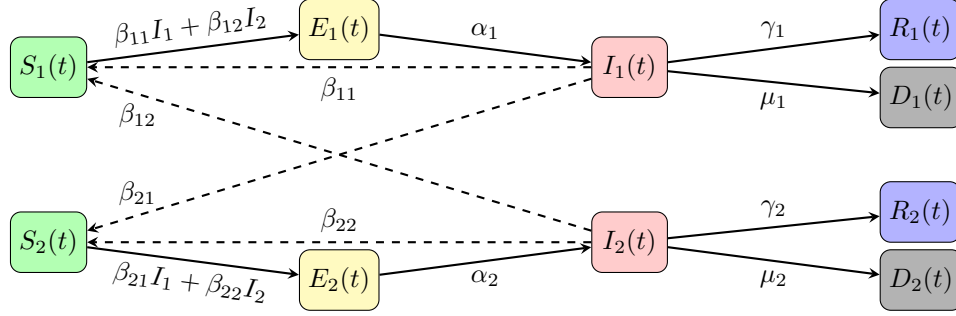 β₁₁I₁ + β₁₂I₂
E₁(t)
α₁
γ₁
R₁(t)
S₁(t)
I₁(t)
β₁₁
μ₁
D₁(t)
β₁₂
β₂₁
β₂₂
γ₂
R₂(t)
S₂(t)
I₂(t)
β₂₁I₁ + β₂₂I₂
E₂(t)
α₂
μ₂
D₂(t)